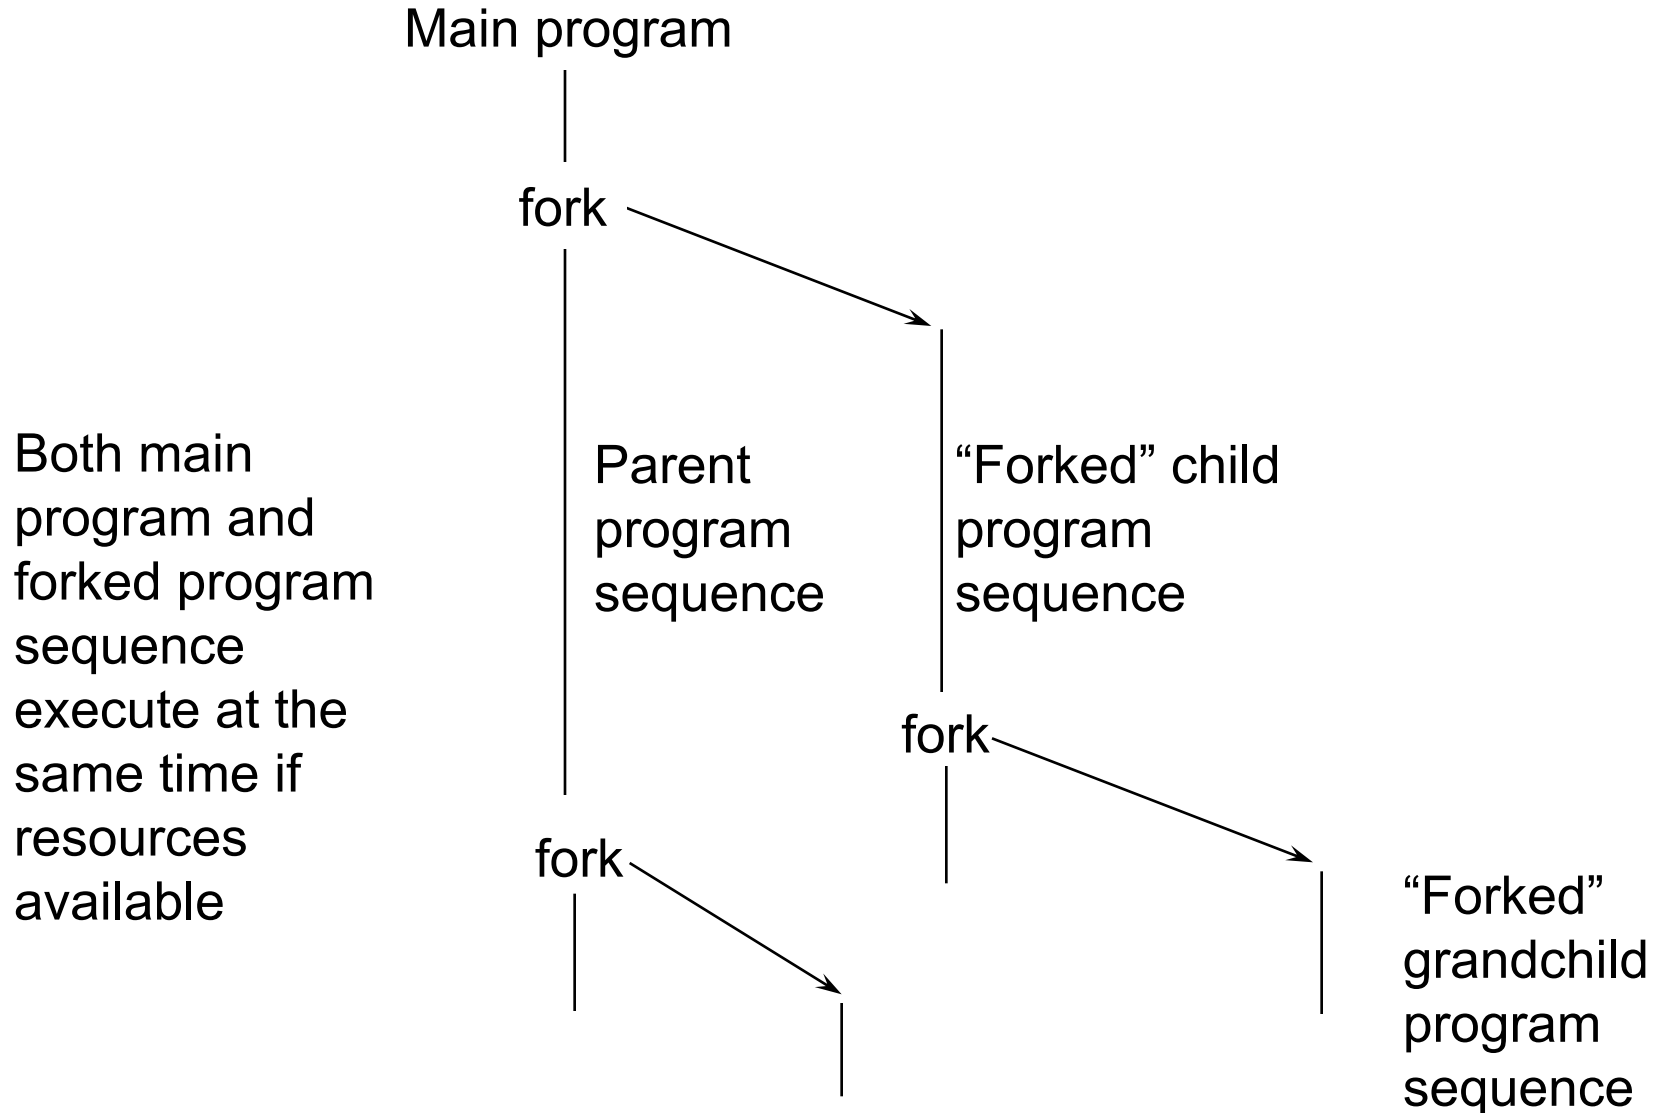 Main program
fork
Both main
program and
forked program
sequence
execute at the
same time if
resources
available
Parent
program
sequence
“Forked” child
program
sequence
fork
fork
“Forked”
grandchild
program
sequence